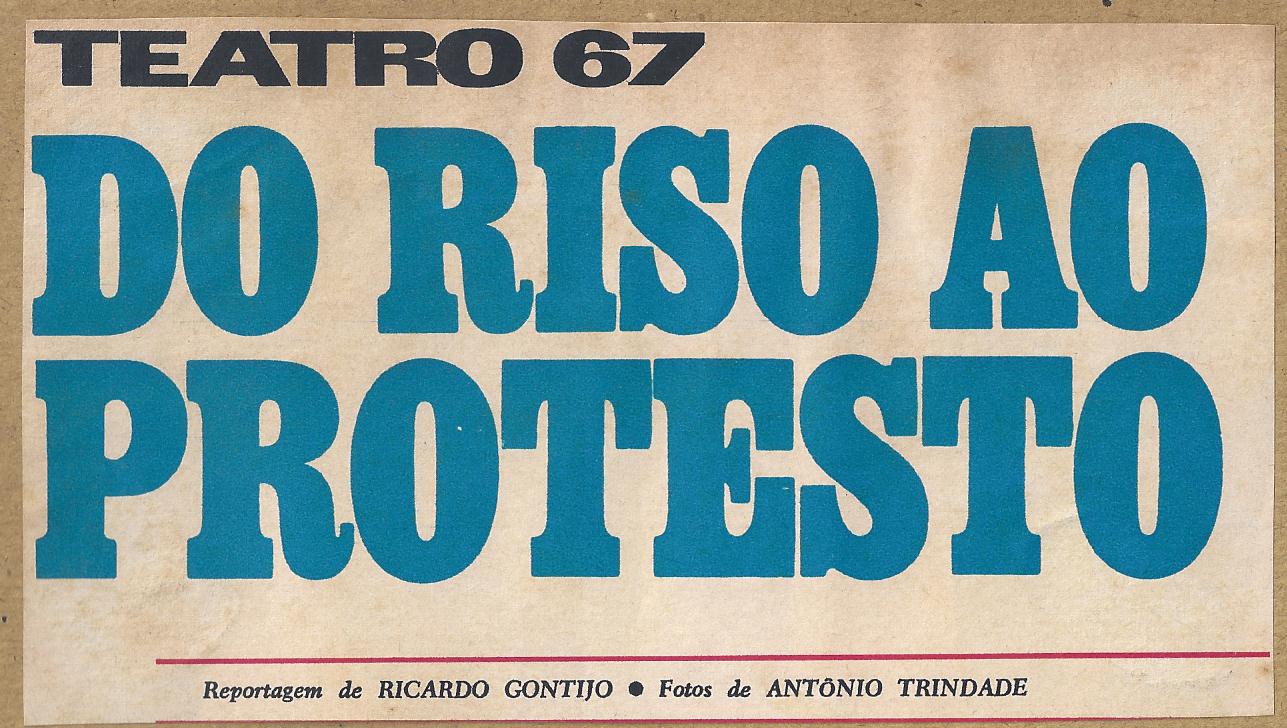 TEATRO 67
DO RISO AO
PROTESTO
Reportagem de RICARDO GONTIJO ● Fotos de ANTÔNIO TRINDADE